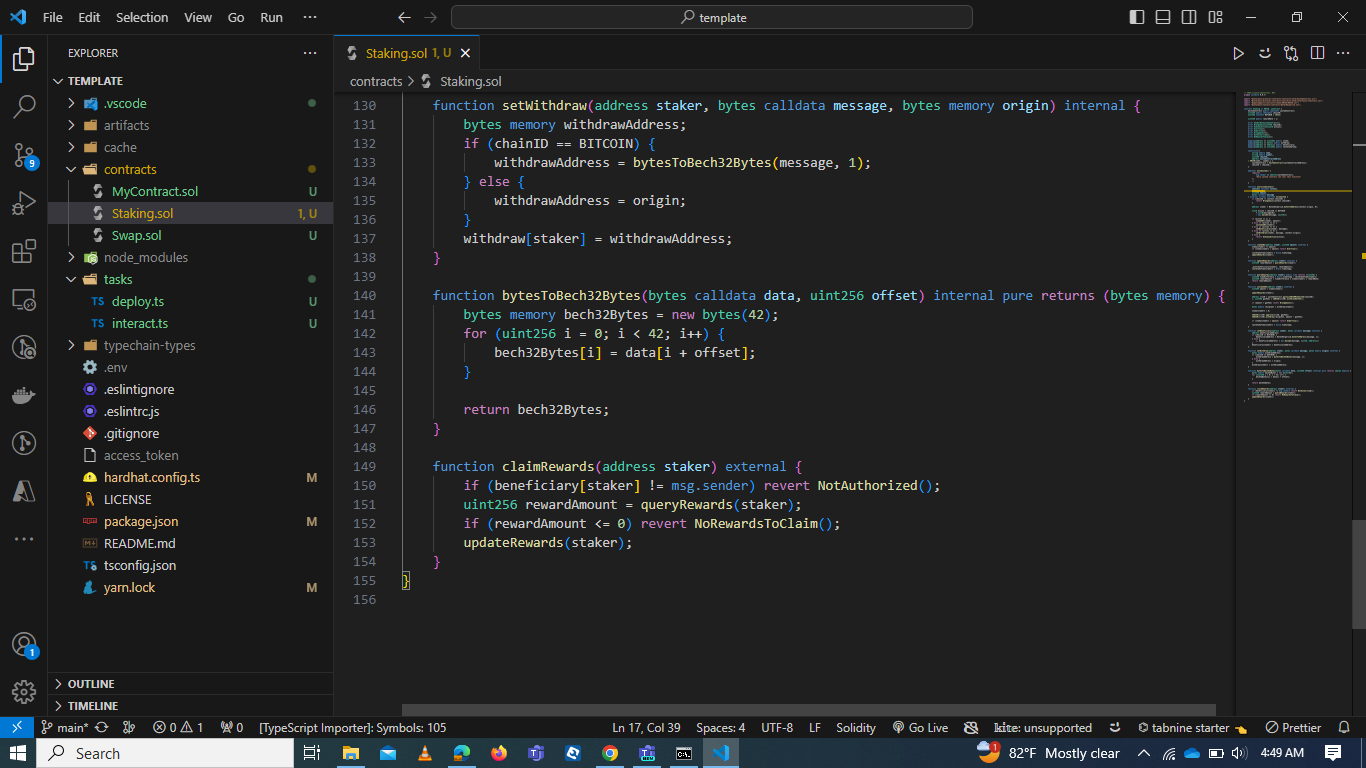 File Edit Selection View Go Run ···
template
EXPLORER
TEMPLATE
.vscode
artifacts
cache
contracts
MyContract.sol U
Staking.sol 1, U
Swap.sol U
node_modules
tasks
deploy.ts U
interact.ts U
typechain-types
.env
.eslintignore
.eslintrc.js
.gitignore
access_token
hardhat.config.ts M
LICENSE
package.json M
README.md
tsconfig.json
yarn.lock M
OUTLINE
TIMELINE
9
1
Staking.sol 1, U
contracts > Staking.sol
130 function setWithdraw(address staker, bytes calldata message, bytes memory origin) internal {
131 bytes memory withdrawAddress;
132 if (chainID == BITCOIN) {
133 withdrawAddress = bytesToBech32Bytes(message, 1);
134 } else {
135 withdrawAddress = origin;
136 }
137 withdraw[staker] = withdrawAddress;
138 }
139
140 function bytesToBech32Bytes(bytes calldata data, uint256 offset) internal pure returns (bytes memory) {
141 bytes memory bech32Bytes = new bytes(42);
142 for (uint256 i = 0; i < 42; i++) {
143 bech32Bytes[i] = data[i + offset];
144 }
145
146 return bech32Bytes;
147 }
148
149 function claimRewards(address staker) external {
150 if (beneficiary[staker] != msg.sender) revert NotAuthorized();
151 uint256 rewardAmount = queryRewards(staker);
152 if (rewardAmount <= 0) revert NoRewardsToClaim();
153 updateRewards(staker);
154 }
155 }
156
main* 0 1 0 [TypeScript Importer]: Symbols: 105 Ln 17, Col 39 Spaces: 4 UTF-8 LF Solidity Go Live kite: unsupported tabnine starter Prettier
Search 1 82°F Mostly clear 4:49 AM